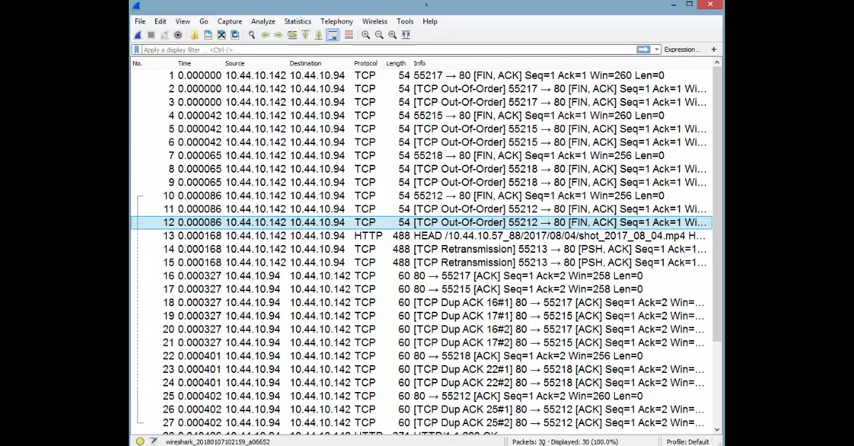 File Edit View Go Capture Analyze Statistics Telephony Wireless Tools Help
Apply a display filter ... <Ctrl-/> Expression... +
No. Time Source Destination Protocol Length Info
1 0.000000 10.44.10.142 10.44.10.94 TCP 54 55217 → 80 [FIN, ACK] Seq=1 Ack=1 Win=260 Len=0
2 0.000000 10.44.10.142 10.44.10.94 TCP 54 [TCP Out-Of-Order] 55217 → 80 [FIN, ACK] Seq=1 Ack=1 Wi...
3 0.000000 10.44.10.142 10.44.10.94 TCP 54 [TCP Out-Of-Order] 55217 → 80 [FIN, ACK] Seq=1 Ack=1 Wi...
4 0.000042 10.44.10.142 10.44.10.94 TCP 54 55215 → 80 [FIN, ACK] Seq=1 Ack=1 Win=260 Len=0
5 0.000042 10.44.10.142 10.44.10.94 TCP 54 [TCP Out-Of-Order] 55215 → 80 [FIN, ACK] Seq=1 Ack=1 Wi...
6 0.000042 10.44.10.142 10.44.10.94 TCP 54 [TCP Out-Of-Order] 55215 → 80 [FIN, ACK] Seq=1 Ack=1 Wi...
7 0.000065 10.44.10.142 10.44.10.94 TCP 54 55218 → 80 [FIN, ACK] Seq=1 Ack=1 Win=256 Len=0
8 0.000065 10.44.10.142 10.44.10.94 TCP 54 [TCP Out-Of-Order] 55218 → 80 [FIN, ACK] Seq=1 Ack=1 Wi...
9 0.000065 10.44.10.142 10.44.10.94 TCP 54 [TCP Out-Of-Order] 55218 → 80 [FIN, ACK] Seq=1 Ack=1 Wi...
10 0.000086 10.44.10.142 10.44.10.94 TCP 54 55212 → 80 [FIN, ACK] Seq=1 Ack=1 Win=256 Len=0
11 0.000086 10.44.10.142 10.44.10.94 TCP 54 [TCP Out-Of-Order] 55212 → 80 [FIN, ACK] Seq=1 Ack=1 Wi...
12 0.000086 10.44.10.142 10.44.10.94 TCP 54 [TCP Out-Of-Order] 55212 → 80 [FIN, ACK] Seq=1 Ack=1 Wi...
13 0.000168 10.44.10.142 10.44.10.94 HTTP 488 HEAD /10.44.10.57_88/2017/08/04/shot_2017_08_04.mp4 H...
14 0.000168 10.44.10.142 10.44.10.94 TCP 488 [TCP Retransmission] 55213 → 80 [PSH, ACK] Seq=1 Ack=...
15 0.000168 10.44.10.142 10.44.10.94 TCP 488 [TCP Retransmission] 55213 → 80 [PSH, ACK] Seq=1 Ack=...
16 0.000327 10.44.10.94 10.44.10.142 TCP 60 80 → 55217 [ACK] Seq=1 Ack=2 Win=258 Len=0
17 0.000327 10.44.10.94 10.44.10.142 TCP 60 80 → 55215 [ACK] Seq=1 Ack=2 Win=260 Len=0
18 0.000327 10.44.10.94 10.44.10.142 TCP 60 [TCP Dup ACK 16#1] 80 → 55217 [ACK] Seq=1 Ack=2 Win=...
19 0.000327 10.44.10.94 10.44.10.142 TCP 60 [TCP Dup ACK 17#1] 80 → 55215 [ACK] Seq=1 Ack=2 Win=...
20 0.000327 10.44.10.94 10.44.10.142 TCP 60 [TCP Dup ACK 16#2] 80 → 55217 [ACK] Seq=1 Ack=2 Win=...
21 0.000327 10.44.10.94 10.44.10.142 TCP 60 [TCP Dup ACK 17#2] 80 → 55215 [ACK] Seq=1 Ack=2 Win=...
22 0.000401 10.44.10.94 10.44.10.142 TCP 60 80 → 55218 [ACK] Seq=1 Ack=2 Win=256 Len=0
23 0.000401 10.44.10.94 10.44.10.142 TCP 60 [TCP Dup ACK 22#1] 80 → 55218 [ACK] Seq=1 Ack=2 Win=...
24 0.000401 10.44.10.94 10.44.10.142 TCP 60 [TCP Dup ACK 22#2] 80 → 55218 [ACK] Seq=1 Ack=2 Win=...
25 0.000401 10.44.10.94 10.44.10.142 TCP 60 80 → 55212 [ACK] Seq=1 Ack=2 Win=260 Len=0
26 0.000401 10.44.10.94 10.44.10.142 TCP 60 [TCP Dup ACK 25#1] 80 → 55212 [ACK] Seq=1 Ack=2 Win=...
27 0.000401 10.44.10.94 10.44.10.142 TCP 60 [TCP Dup ACK 25#2] 80 → 55212 [ACK] Seq=1 Ack=2 Win=...
wireshark_20180107102159_a06652 Packets: 30 · Displayed: 30 (100.0%) Profile: Default